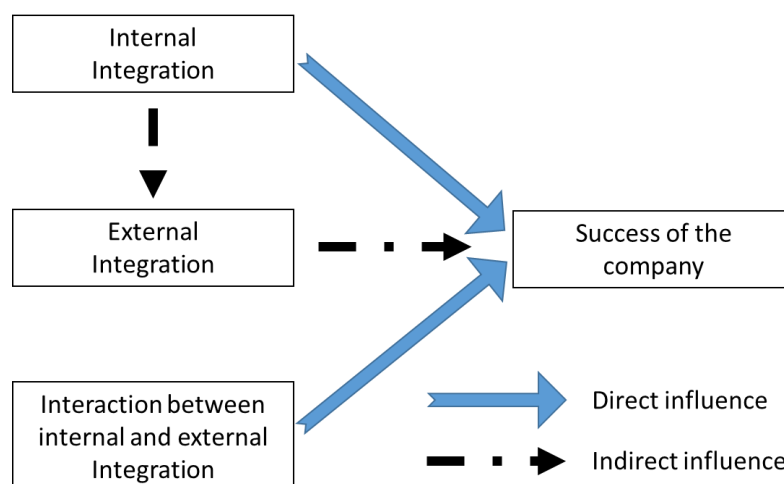 Internal
Integration
External
Integration
Success of the
company
Interaction between
internal and external
Integration
Direct influence
Indirect influence